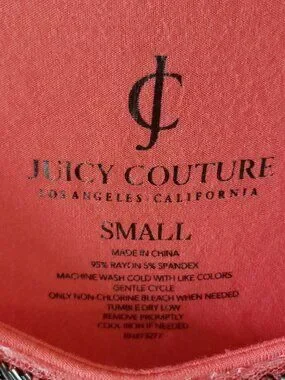 JC
JUICY COUTURE
LOS ANGELES CALIFORNIA
SMALL
MADE IN CHINA
95% RAYON 5% SPANDEX
MACHINE WASH COLD WITH LIKE COLORS
GENTLE CYCLE
ONLY NON-CHLORINE BLEACH WHEN NEEDED
TUMBLE DRY LOW
REMOVE PROMPTLY
COOL IRON IF NEEDED